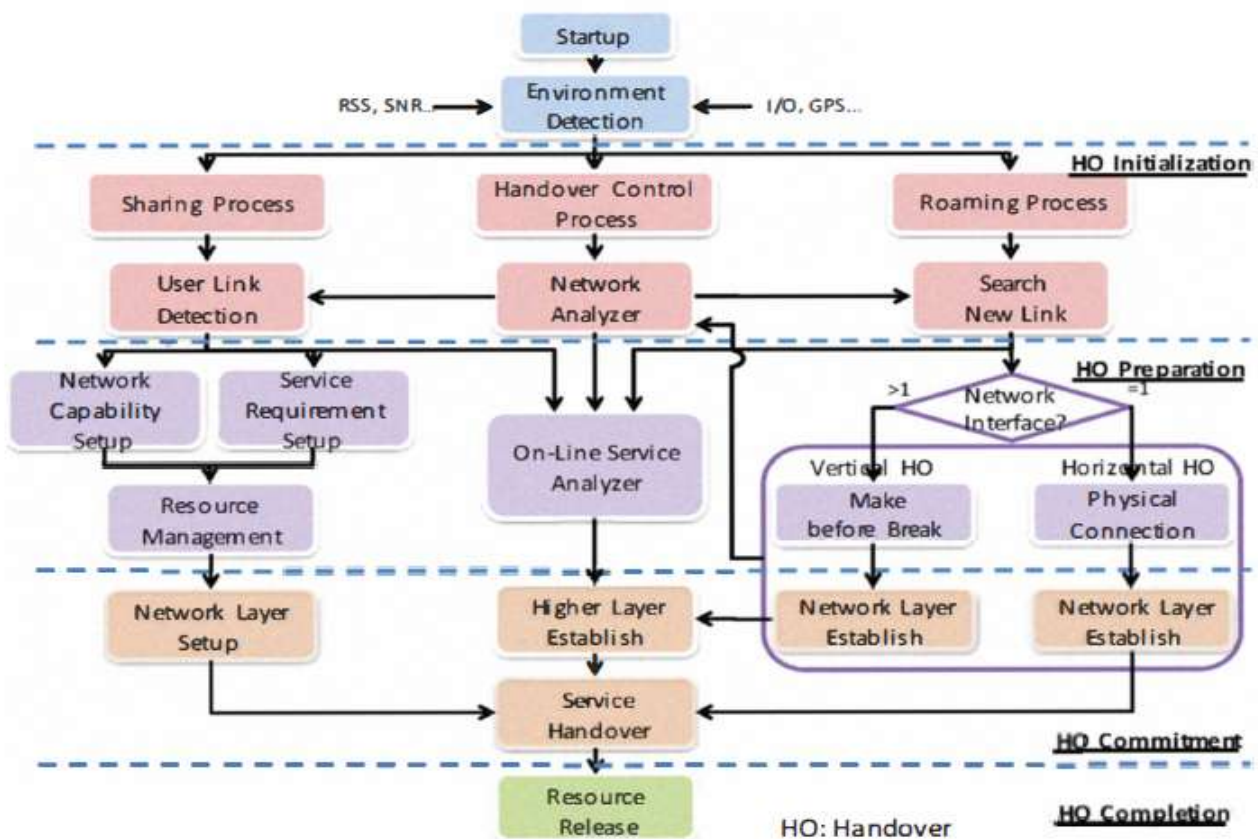 Startup
Environment
Detection
RSS, SNR...
I/O, GPS...
HO Initialization
Sharing Process
Handover Control
Process
Roaming Process
User Link
Detection
Network
Analyzer
Search
New Link
HO Preparation
Network
Capability
Setup
Service
Requirement
Setup
On-Line Service
Analyzer
>1
Network
Interface?
=1
Vertical HO
Horizontal HO
Resource
Management
Make
before Break
Physical
Connection
Network Layer
Setup
Higher Layer
Establish
Network Layer
Establish
Network Layer
Establish
Service
Handover
HO Commitment
Resource
Release
HO: Handover
HO Completion